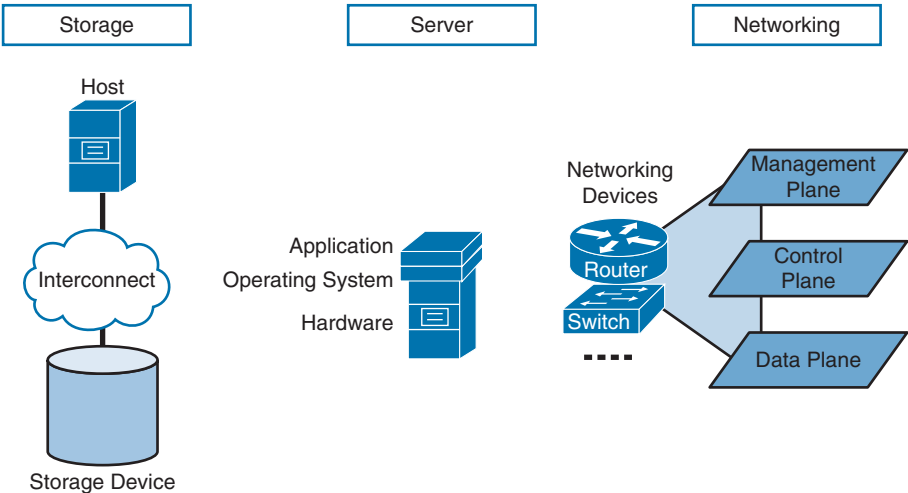 Storage
Server
Networking
Host
Interconnect
Storage Device
Application
Operating System
Hardware
Networking
Devices
Router
Switch
Management
Plane
Control
Plane
Data Plane